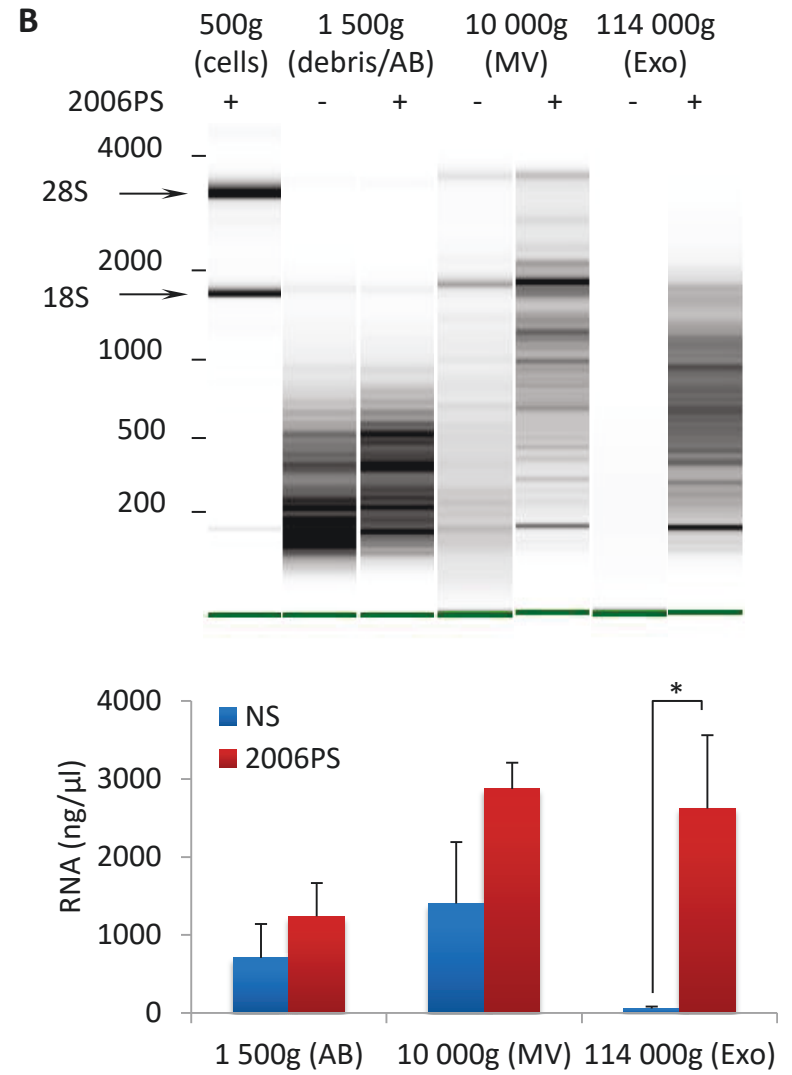 B
500g 1 500g 10 000g 114 000g
(cells) (debris/AB) (MV) (Exo)
2006PS + - + - + - +
4000
28S
2000
18S
1000
500
200
4000
NS
2006PS
3000
2000
1000
0
RNA (ng/µl)
*
1 500g (AB) 10 000g (MV) 114 000g (Exo)